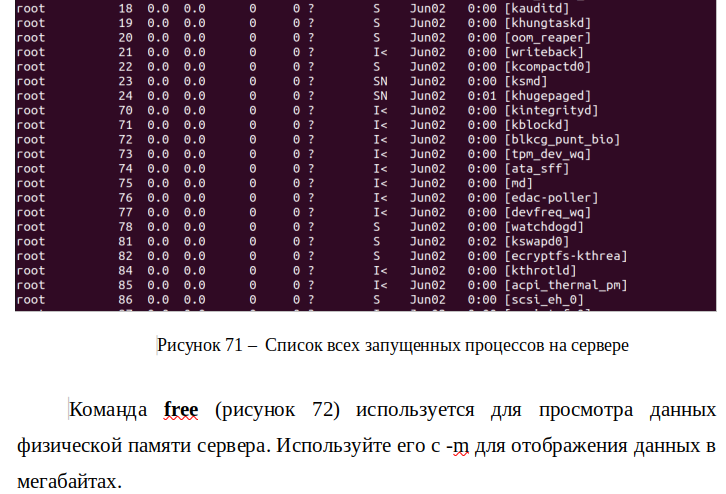 root 18 0.0 0.0 0 0 ? S Jun02 0:00 [kauditd]
root 19 0.0 0.0 0 0 ? S Jun02 0:00 [khungtaskd]
root 20 0.0 0.0 0 0 ? S Jun02 0:00 [oom_reaper]
root 21 0.0 0.0 0 0 ? I< Jun02 0:00 [writeback]
root 22 0.0 0.0 0 0 ? S Jun02 0:00 [kcompactd0]
root 23 0.0 0.0 0 0 ? SN Jun02 0:00 [ksmd]
root 24 0.0 0.0 0 0 ? SN Jun02 0:01 [khugepaged]
root 70 0.0 0.0 0 0 ? I< Jun02 0:00 [kintegrityd]
root 71 0.0 0.0 0 0 ? I< Jun02 0:00 [kblockd]
root 72 0.0 0.0 0 0 ? I< Jun02 0:00 [blkcg_punt_bio]
root 73 0.0 0.0 0 0 ? I< Jun02 0:00 [tpm_dev_wq]
root 74 0.0 0.0 0 0 ? I< Jun02 0:00 [ata_sff]
root 75 0.0 0.0 0 0 ? I< Jun02 0:00 [md]
root 76 0.0 0.0 0 0 ? I< Jun02 0:00 [edac-poller]
root 77 0.0 0.0 0 0 ? I< Jun02 0:00 [devfreq_wq]
root 78 0.0 0.0 0 0 ? S Jun02 0:00 [watchdogd]
root 81 0.0 0.0 0 0 ? S Jun02 0:02 [kswapd0]
root 82 0.0 0.0 0 0 ? S Jun02 0:00 [ecryptfs-kthrea]
root 84 0.0 0.0 0 0 ? I< Jun02 0:00 [kthrotld]
root 85 0.0 0.0 0 0 ? I< Jun02 0:00 [acpi_thermal_pm]
root 86 0.0 0.0 0 0 ? S Jun02 0:00 [scsi_eh_0]
Рисунок 71 – Список всех запущенных процессов на сервере
Команда free (рисунок 72) используется для просмотра данных
физической памяти сервера. Используйте его с -m для отображения данных в
мегабайтах.